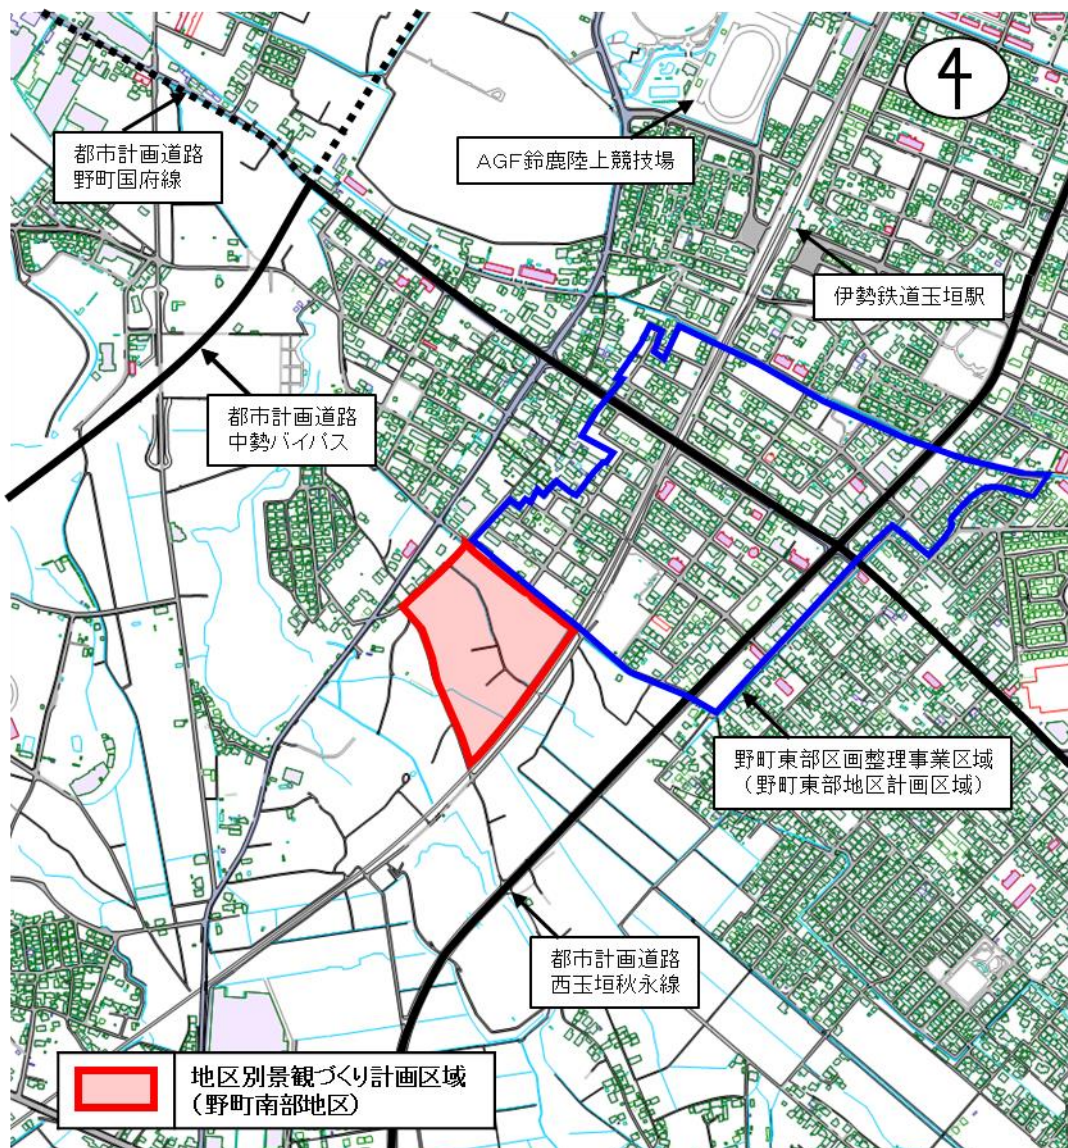 都市計画道路
野町国府線
AGF鈴鹿陸上競技場
伊勢鉄道玉垣駅
都市計画道路
中勢バイパス
野町東部区画整理事業区域
（野町東部地区計画区域）
都市計画道路
西玉垣秋永線
地区別景観づくり計画区域
（野町南部地区）